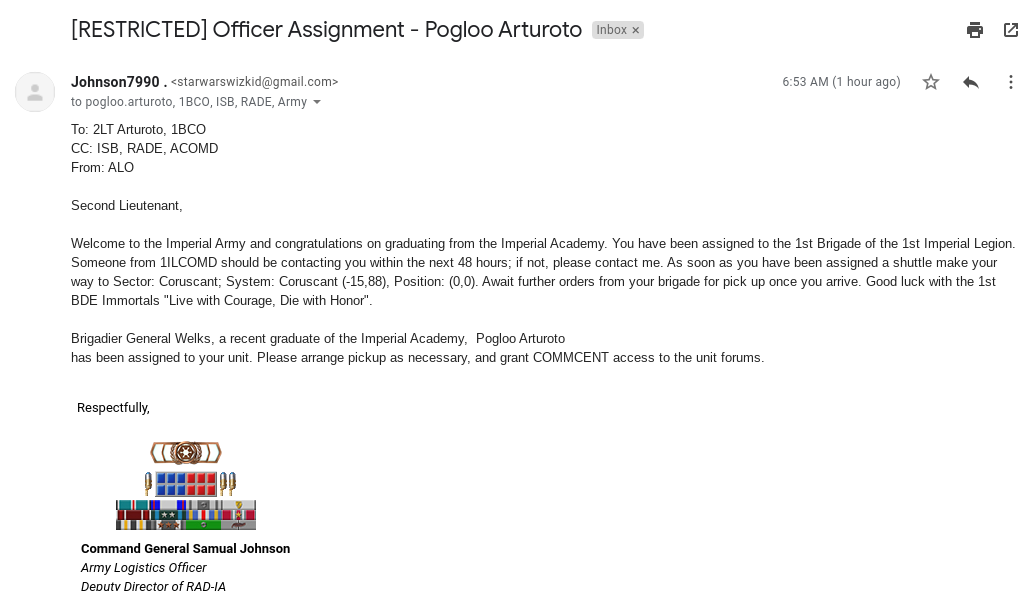 [RESTRICTED] Officer Assignment - Pogloo Arturoto Inbox ×
Johnson7990 . <starwarswizkid@gmail.com> 6:53 AM (1 hour ago)
to pogloo.arturoto, 1BCO, ISB, RADE, Army
To: 2LT Arturoto, 1BCO
CC: ISB, RADE, ACOMD
From: ALO
Second Lieutenant,
Welcome to the Imperial Army and congratulations on graduating from the Imperial Academy. You have been assigned to the 1st Brigade of the 1st Imperial Legion.
Someone from 1ILCOMD should be contacting you within the next 48 hours; if not, please contact me. As soon as you have been assigned a shuttle make your
way to Sector: Coruscant; System: Coruscant (-15,88), Position: (0,0). Await further orders from your brigade for pick up once you arrive. Good luck with the 1st
BDE Immortals "Live with Courage, Die with Honor".
Brigadier General Welks, a recent graduate of the Imperial Academy,  Pogloo Arturoto
has been assigned to your unit. Please arrange pickup as necessary, and grant COMMCENT access to the unit forums.
Respectfully,
Command General Samual Johnson
Army Logistics Officer
Deputy Director of RAD-IA